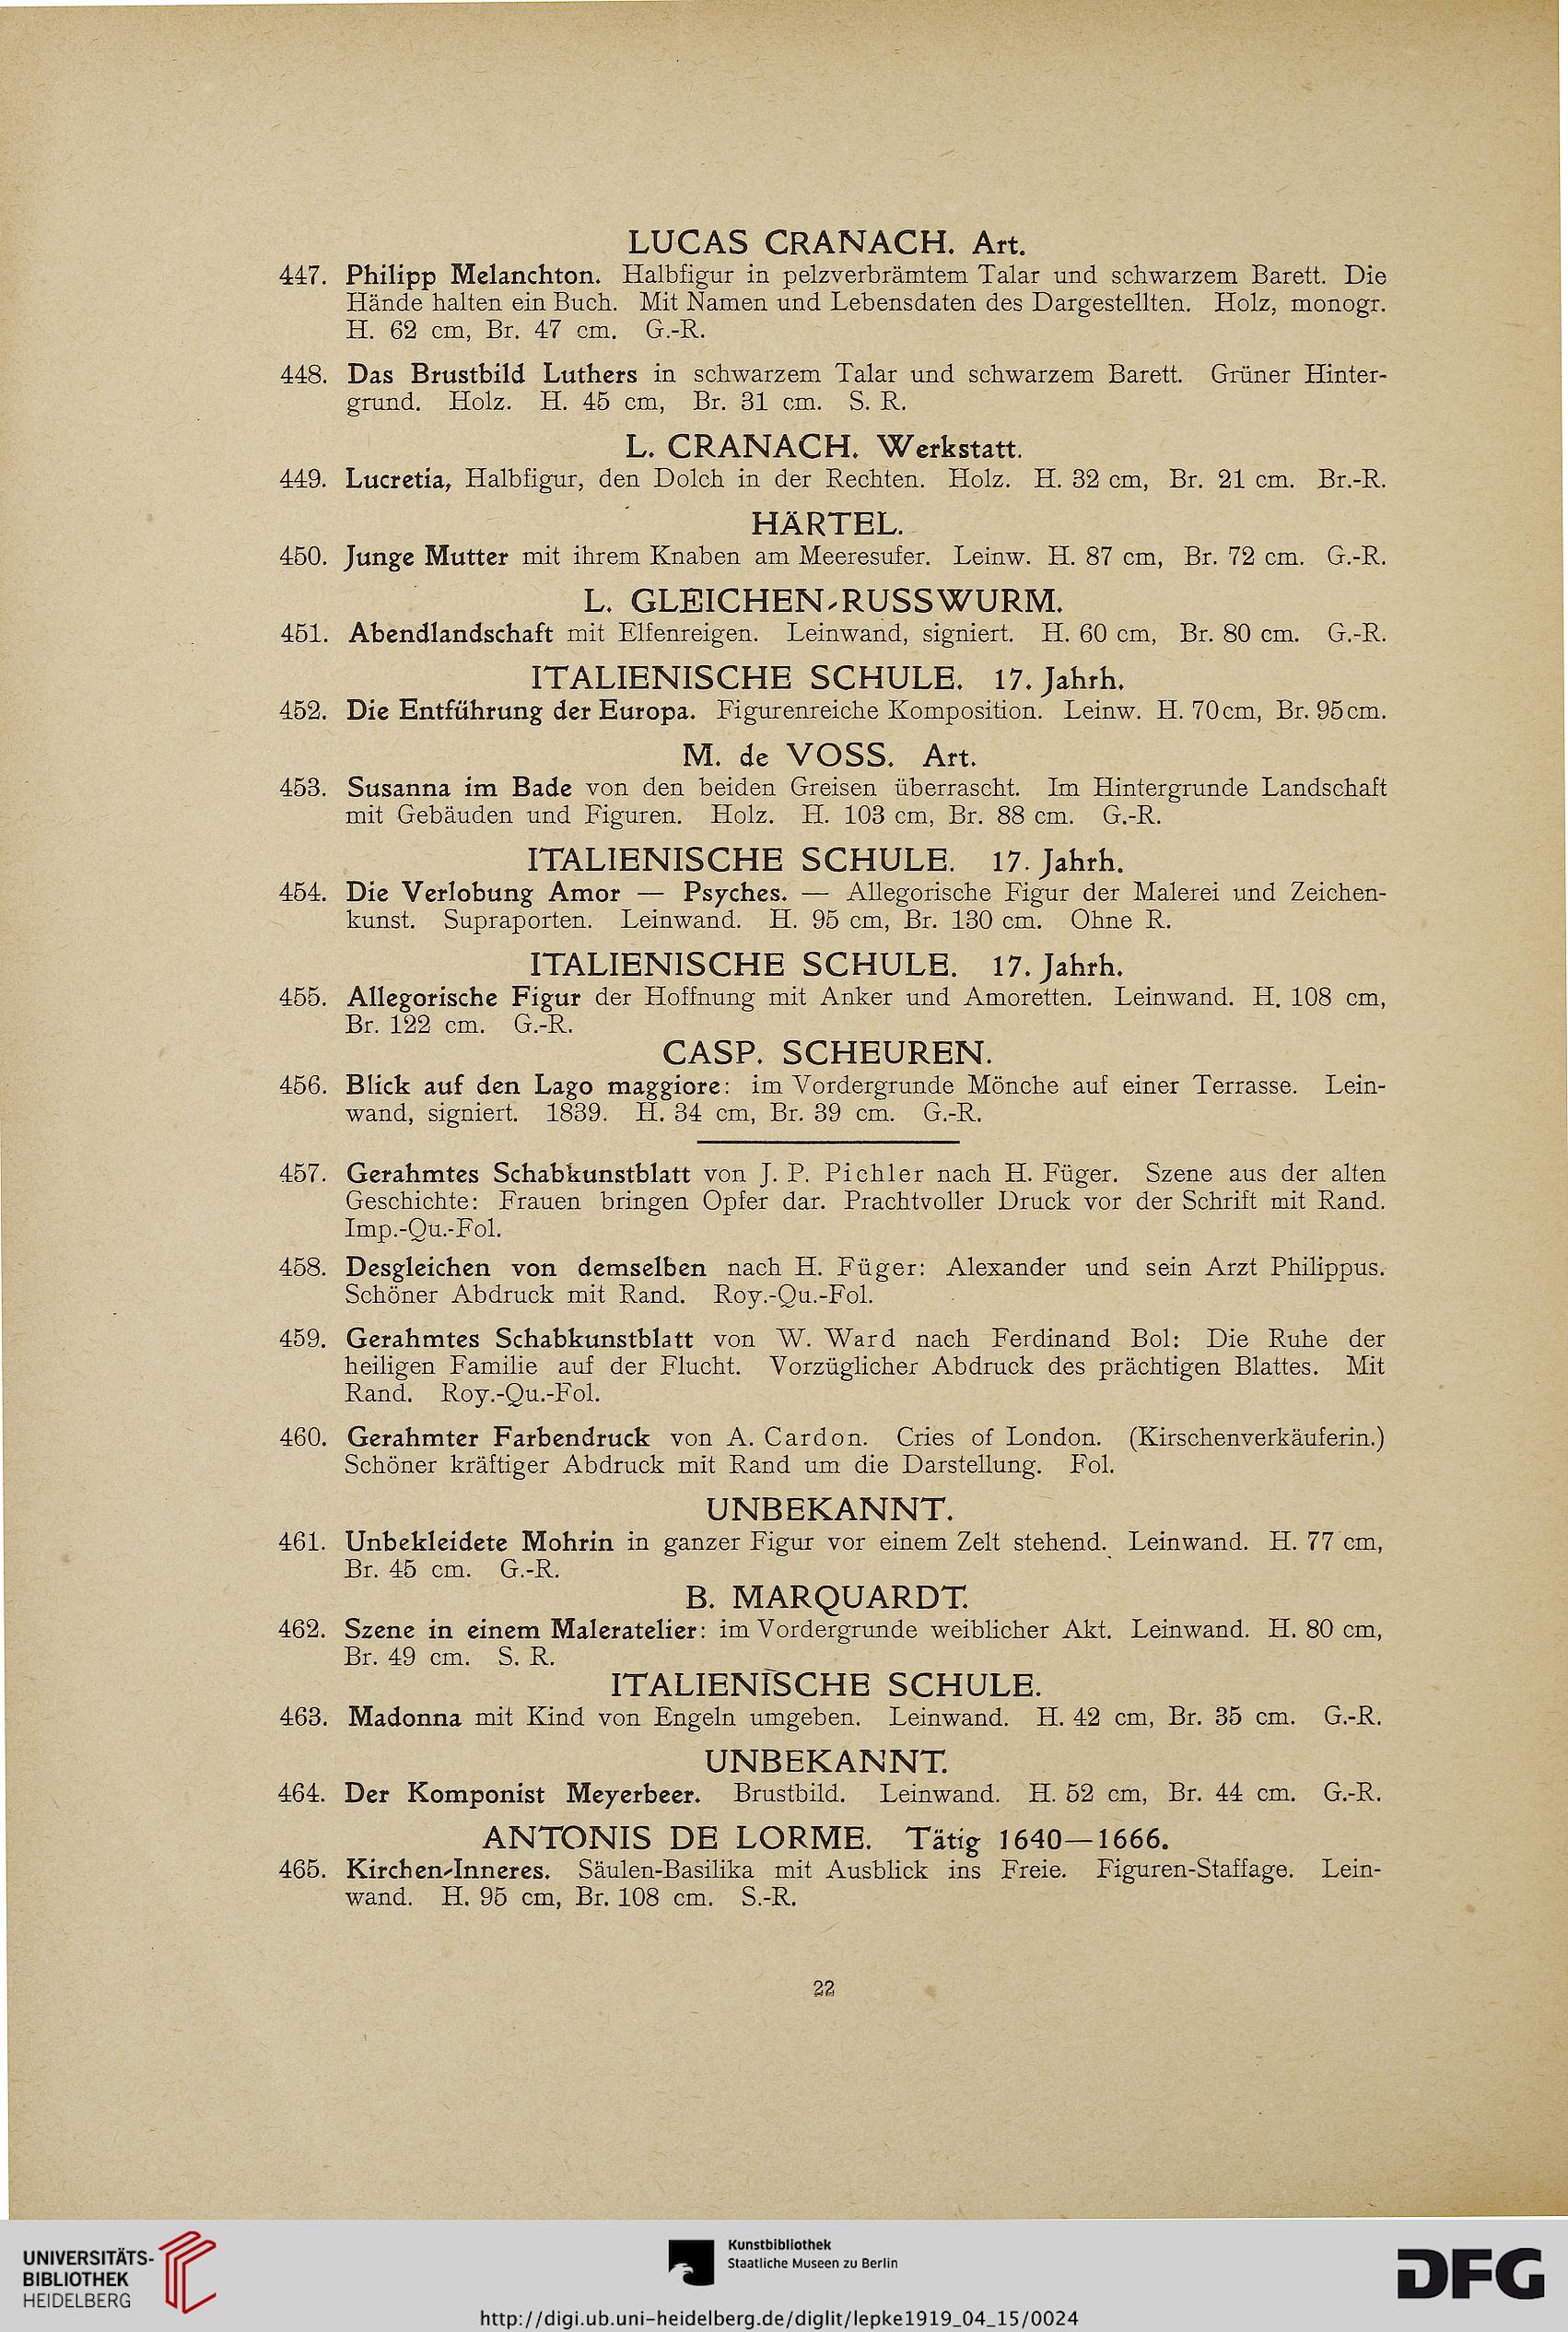 LUCAS CRANACH. Art.
447. Philipp Melanchton. Halbfigur in pelzverbrämtem Talar und schwarzem Barett. Die
Hände halten ein Buch. Mit Namen und Lebensdaten des Dargestellten. Holz, monogr.
H. 62 cm, Br. 47 cm. G.-R.
448. Das Brustbild Luthers in schwarzem Talar und schwarzem Barett. Grüner Hinter-
grund. Holz. H. 45 cm, Br. 31 cm. S. R.
L. CRANACH. Werkstatt.
449. Lucretia, Halbfigur, den Dolch in der Rechten. Holz. H. 32 cm, Br. 21 cm. Br.-R.
HÄRTEL.
450. Junge Mutter mit ihrem Knaben am Meeresufer. Leinw. H. 87 cm, Br. 72 cm. G.-R.
L. GLEICHEN-RUSSWURM.
451. Abendlandschaft mit Elfenreigen. Leinwand, signiert. H. 60 cm, Br. 80 cm. G.-R.
ITALIENISCHE SCHULE. 17. Jahrh.
452. Die Entführung der Europa. Figurenreiche Komposition. Leinw. H. 70 cm, Br. 95 cm.
M. de VOSS. Art.
453. Susanna im Bade von den beiden Greisen überrascht. Im Hintergrunde Landschaft
mit Gebäuden und Figuren. Holz. H. 103 cm, Br. 88 cm. G.-R.
ITALIENISCHE SCHULE. 17. Jahrh.
454. Die Verlobung Amor — Psyches. — Allegorische Figur der Malerei und Zeichen-
kunst. Supraporten. Leinwand. H. 95 cm, Br. 130 cm. Ohne R.
ITALIENISCHE SCHULE. 17. Jahrh.
455. Allegorische Figur der Hoffnung mit Anker und Amoretten. Leinwand. H. 108 cm,
Br. 122 cm. G.-R.
CASP. SCHEUREN.
456. Blick auf den Lago maggiore: im Vordergrunde Mönche auf einer Terrasse. Lein-
wand, signiert. 1839. H. 34 cm, Br. 39 cm. G.-R.
457. Gerahmtes Schabkunstblatt von J. P. Pichler nach H. Füger. Szene aus der alten
Geschichte: Frauen bringen Opfer dar. Prachtvoller Druck vor der Schrift mit Rand.
Imp.-Qu.-Fol.
458. Desgleichen von demselben nach H. Füger: Alexander und sein Arzt Philippus.
Schöner Abdruck mit Rand. Roy.-Qu.-Fol.
459. Gerahmtes Schabkunstblatt von W. Ward nach Ferdinand Bol: Die Ruhe der
heiligen Familie auf der Flucht. Vorzüglicher Abdruck des prächtigen Blattes. Mit
Rand. Roy.-Qu.-Fol.
460. Gerahmter Farbendruck von A. Cardon. Cries of London. (Kirschenverkäuferin.)
Schöner kräftiger Abdruck mit Rand um die Darstellung. Fol.
UNBEKANNT.
461. Unbekleidete Mohrin in ganzer Figur vor einem Zelt stehend. Leinwand. H. 77 cm,
Br. 45 cm. G.-R.
B. MARQUARDT.
462. Szene in einem Maleratelier: im Vordergrunde weiblicher Akt. Leinwand. H. 80 cm,
Br. 49 cm. S. R.
ITALIENISCHE SCHULE.
463. Madonna mit Kind von Engeln umgeben. Leinwand. H. 42 cm, Br. 35 cm. G.-R.
UNBEKANNT.
464. Der Komponist Meyerbeer. Brustbild. Leinwand. H. 52 cm, Br. 44 cm. G.-R.
ANTONIS DE LORME. Tätig 1640—1666.
465. Kirchen-Inneres. Säulen-Basilika mit Ausblick ins Freie. Figuren-Staffage. Lein-
wand. H. 95 cm, Br. 108 cm. S.-R.
22
UNIVERSITÄTS-
BIBLIOTHEK
HEIDELBERG
Kunstbibliothek
Staatliche Museen zu Berlin
DFG
http://digi.ub.uni-heidelberg.de/diglit/lepke1919_04_15/0024